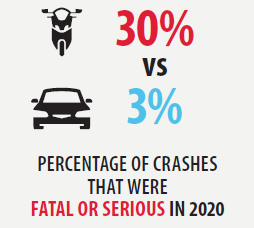 30%
VS
3%
PERCENTAGE OF CRASHES
THAT WERE
FATAL OR SERIOUS IN 2020